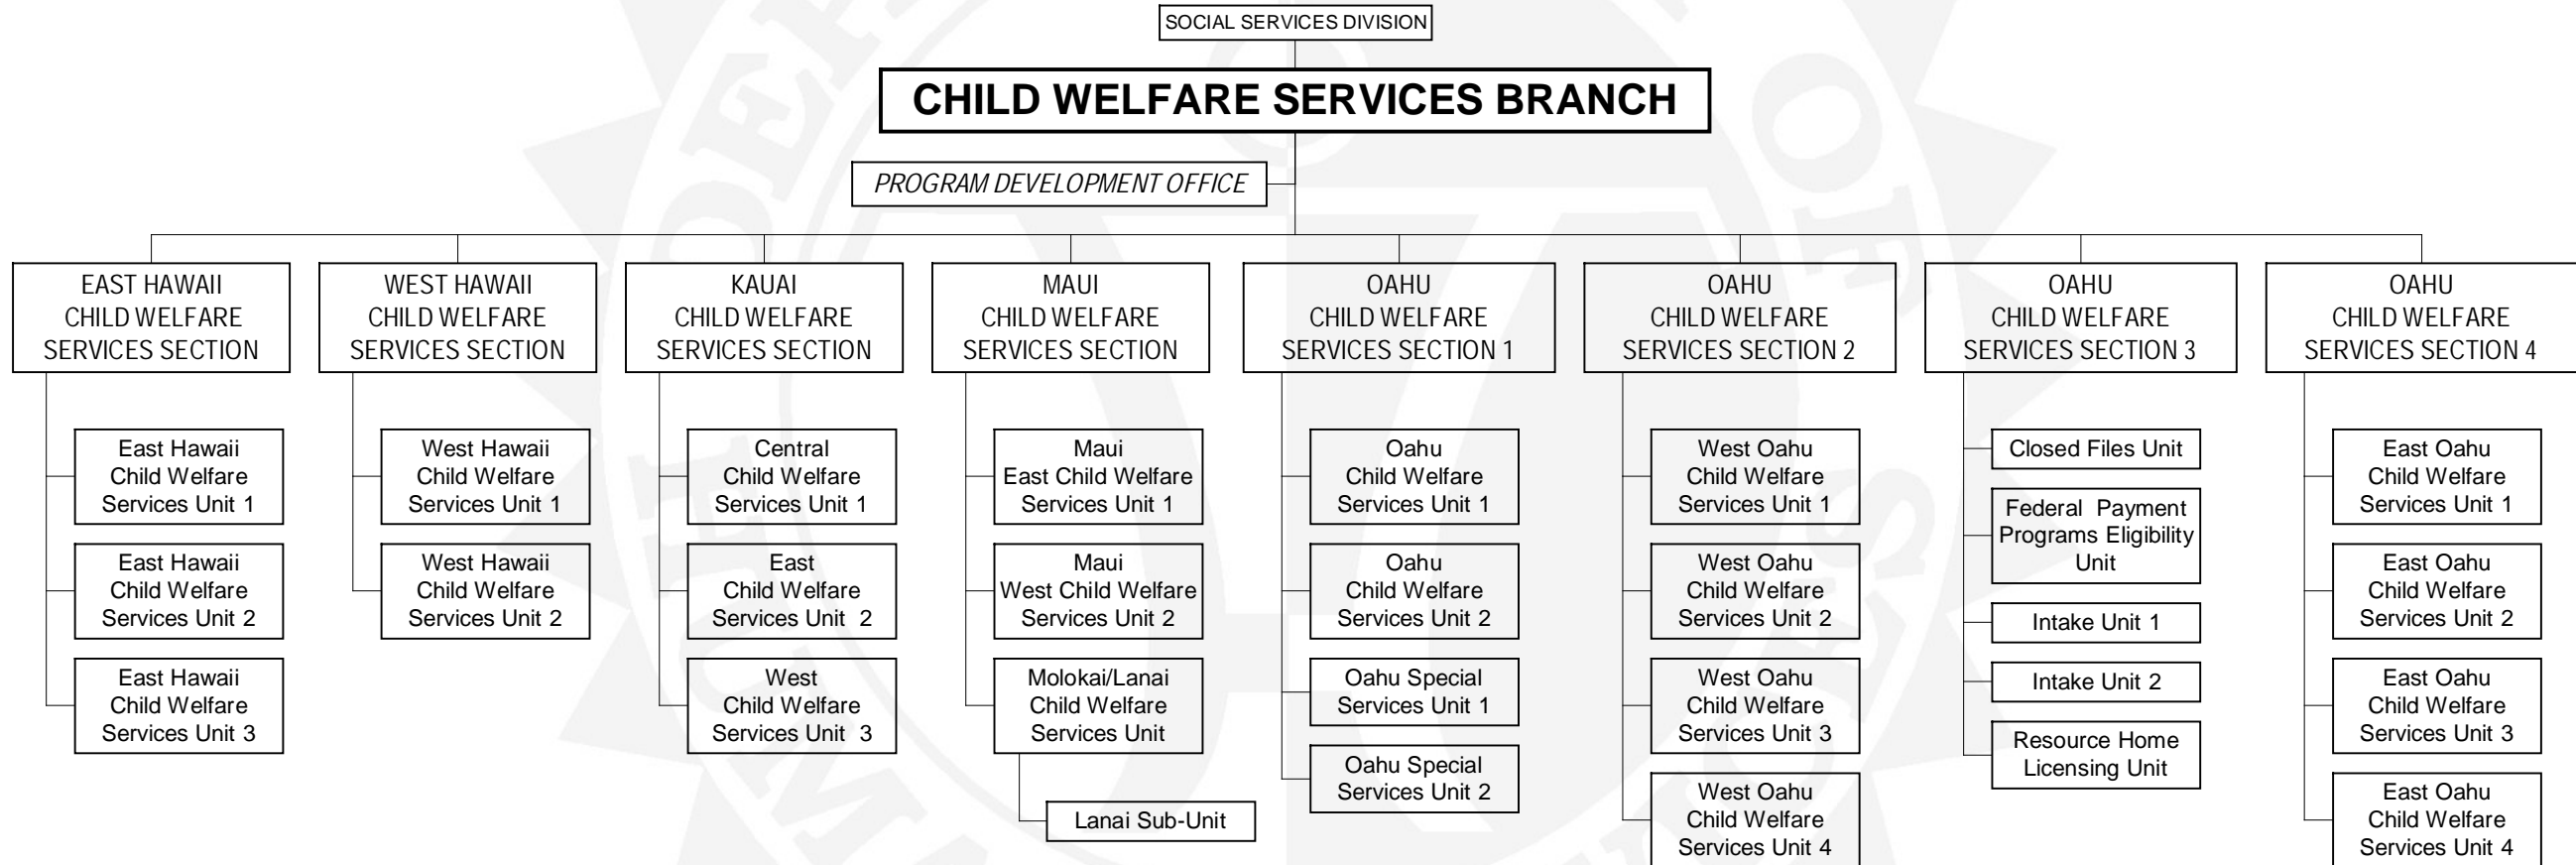 SOCIAL SERVICES DIVISION
CHILD WELFARE SERVICES BRANCH
PROGRAM DEVELOPMENT OFFICE
EAST HAWAII
CHILD WELFARE
SERVICES SECTION
East Hawaii
Child Welfare
Services Unit 1
East Hawaii
Child Welfare
Services Unit 2
East Hawaii
Child Welfare
Services Unit 3
WEST HAWAII
CHILD WELFARE
SERVICES SECTION
West Hawaii
Child Welfare
Services Unit 1
West Hawaii
Child Welfare
Services Unit 2
KAUAI
CHILD WELFARE
SERVICES SECTION
Central
Child Welfare
Services Unit 1
East
Child Welfare
Services Unit 2
West
Child Welfare
Services Unit 3
MAUI
CHILD WELFARE
SERVICES SECTION
Maui
East Child Welfare
Services Unit 1
Maui
West Child Welfare
Services Unit 2
Molokai/Lanai
Child Welfare
Services Unit
Lanai Sub-Unit
OAHU
CHILD WELFARE
SERVICES SECTION 1
Oahu
Child Welfare
Services Unit 1
Oahu
Child Welfare
Services Unit 2
Oahu Special
Services Unit 1
Oahu Special
Services Unit 2
OAHU
CHILD WELFARE
SERVICES SECTION 2
West Oahu
Child Welfare
Services Unit 1
West Oahu
Child Welfare
Services Unit 2
West Oahu
Child Welfare
Services Unit 3
West Oahu
Child Welfare
Services Unit 4
OAHU
CHILD WELFARE
SERVICES SECTION 3
Closed Files Unit
Federal Payment
Programs Eligibility
Unit
Intake Unit 1
Intake Unit 2
Resource Home
Licensing Unit
OAHU
CHILD WELFARE
SERVICES SECTION 4
East Oahu
Child Welfare
Services Unit 1
East Oahu
Child Welfare
Services Unit 2
East Oahu
Child Welfare
Services Unit 3
East Oahu
Child Welfare
Services Unit 4